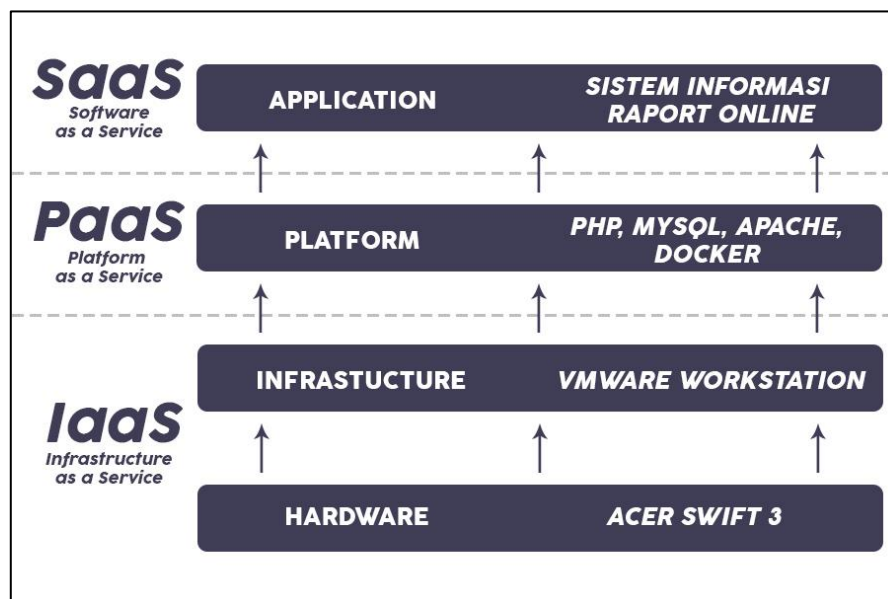 SaaS
Software
as a Service
APPLICATION
SISTEM INFORMASI
RAPORT ONLINE
PaaS
Platform
as a Service
PLATFORM
PHP, MYSQL, APACHE,
DOCKER
INFRASTUCTURE
VMWARE WORKSTATION
IaaS
Infrastructure
as a Service
HARDWARE
ACER SWIFT 3